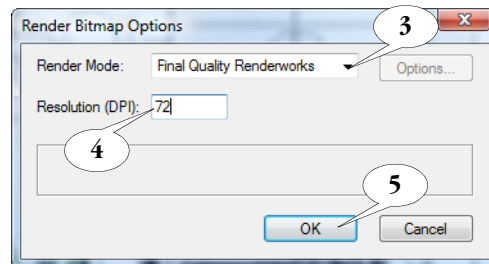 Render Bitmap Options
3
Render Mode: Final Quality Renderworks Options...
Resolution (DPI): 72
4
5
OK Cancel